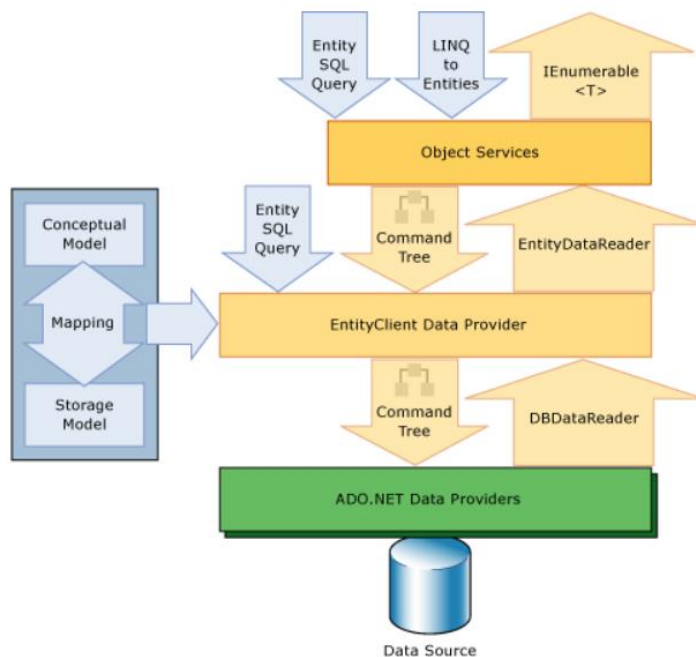 Entity
SQL
Query
LINQ
to
Entities
IEnumerable
<T>
Object Services
Entity
SQL
Query
Command
Tree
EntityDataReader
Conceptual
Model
Mapping
Storage
Model
EntityClient Data Provider
Command
Tree
DBDataReader
ADO.NET Data Providers
Data Source